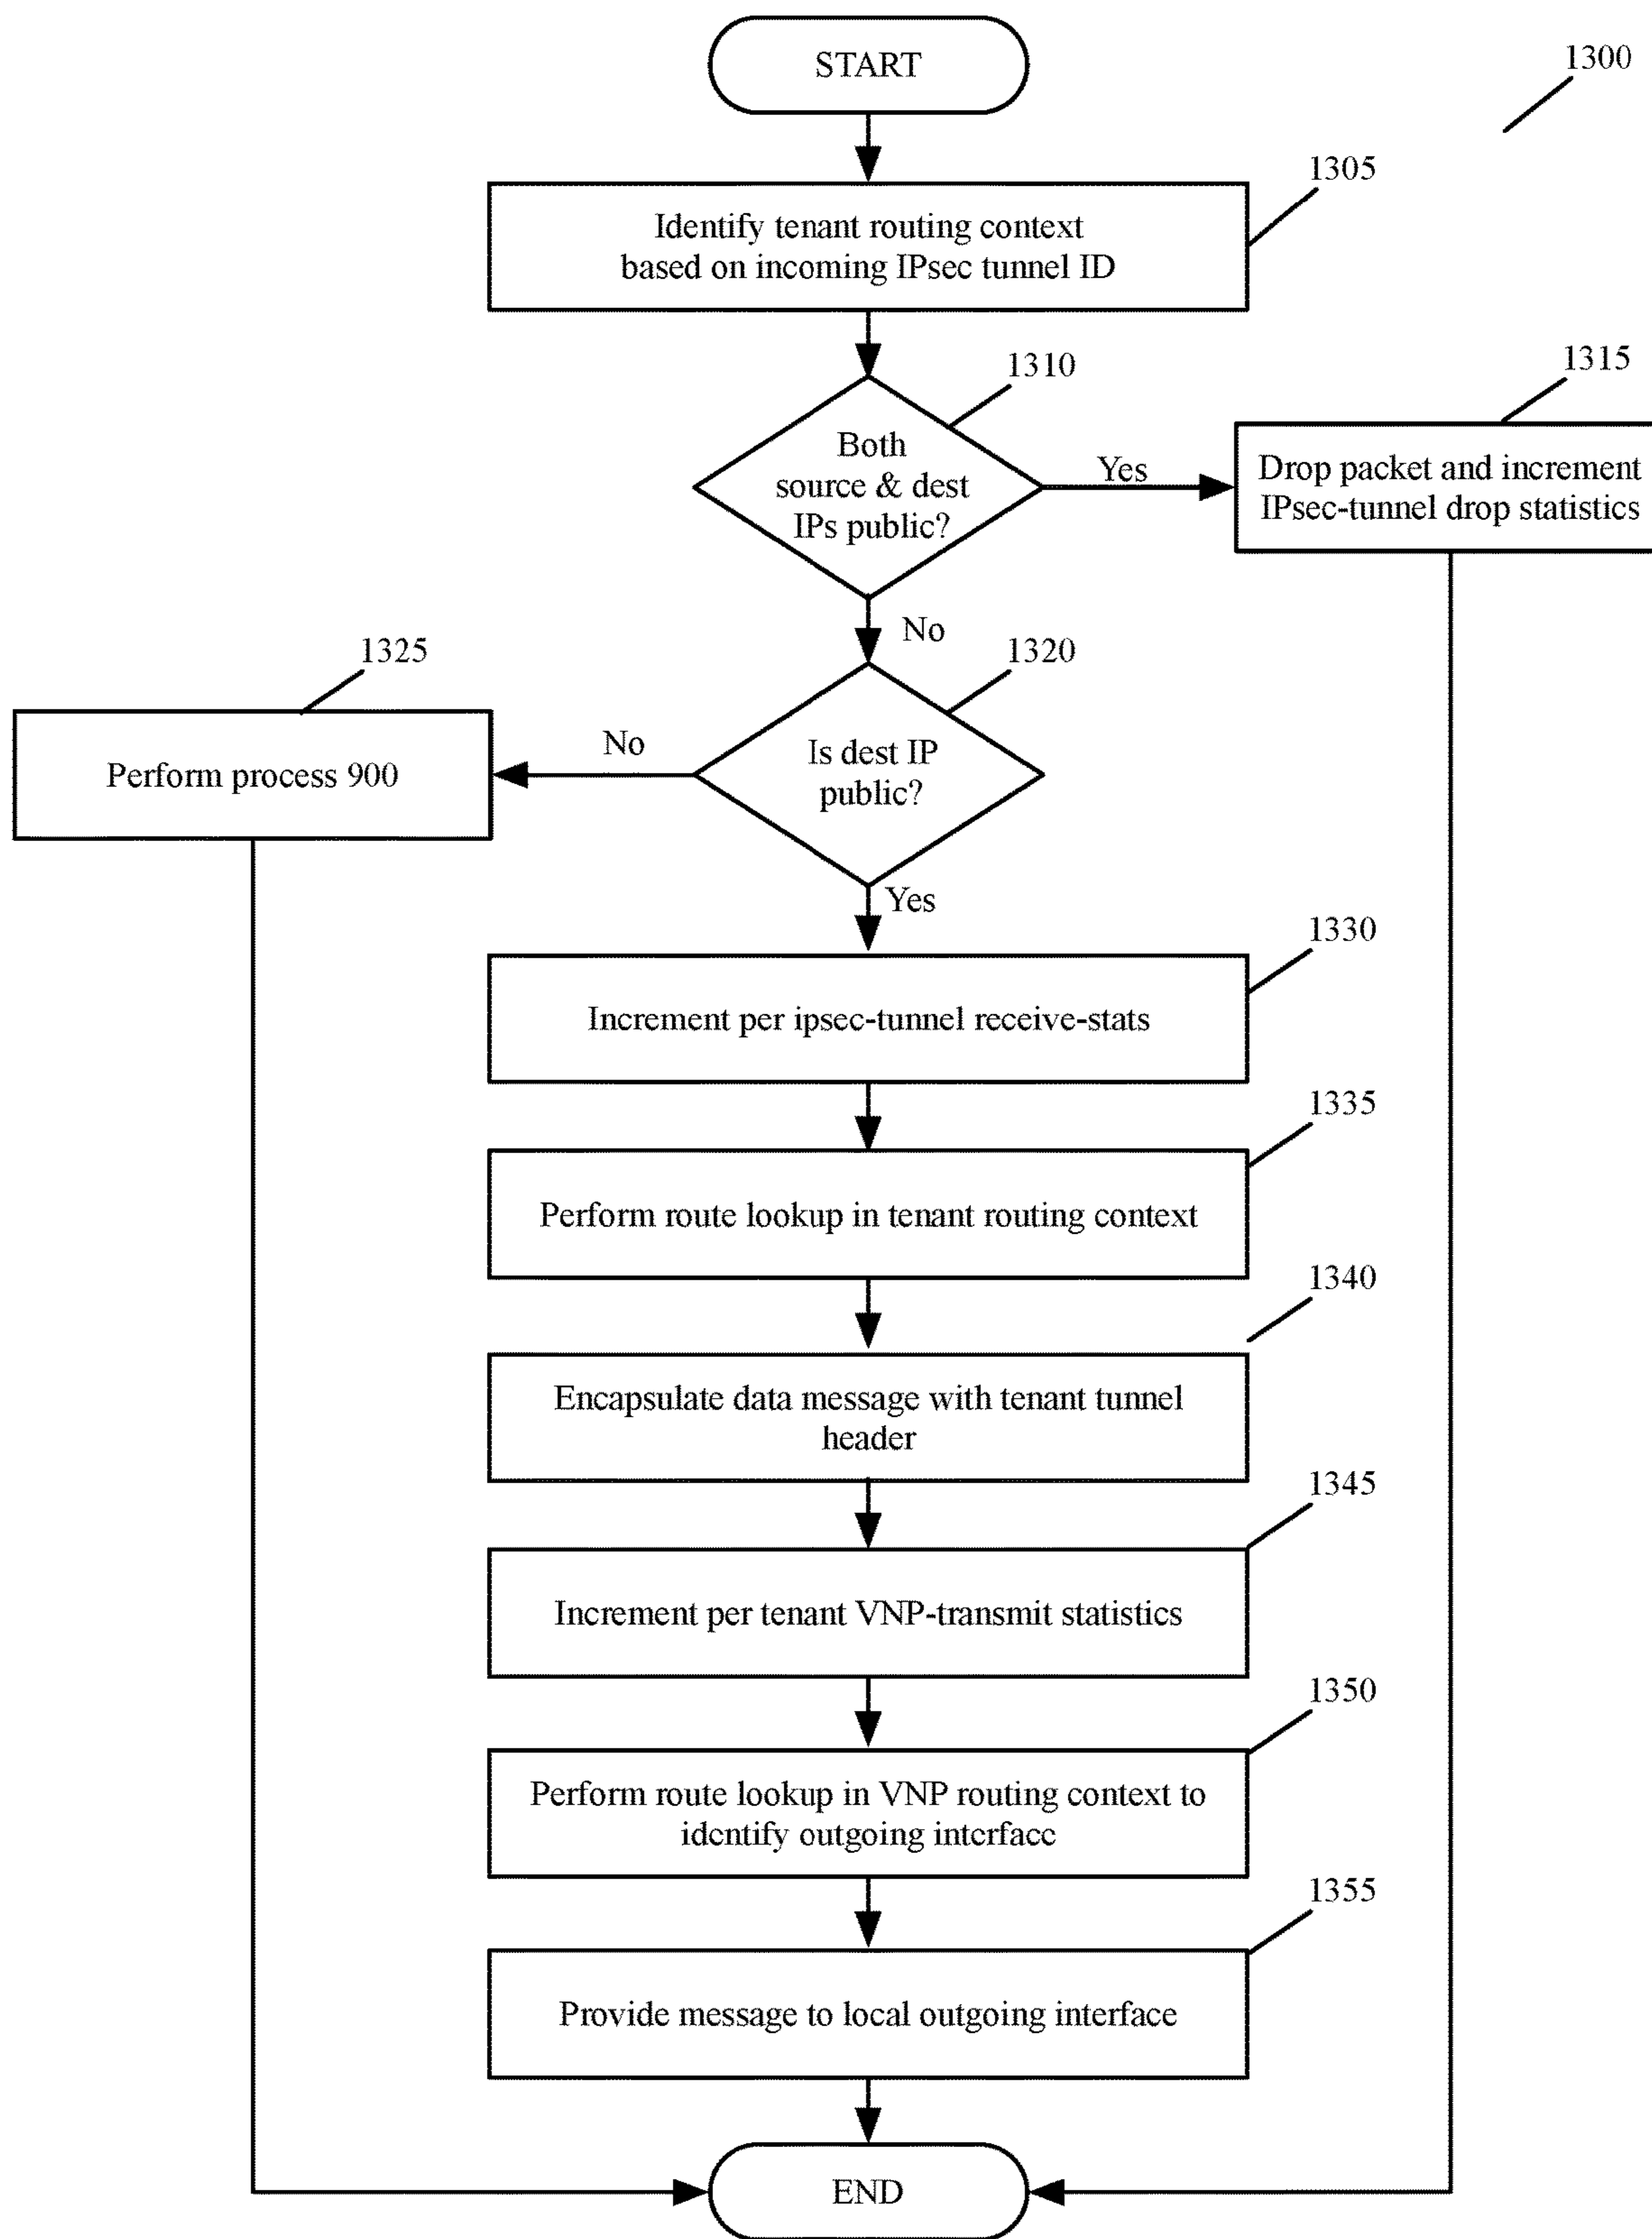 START
1300
1305
Identify tenant routing context
based on incoming IPsec tunnel ID
1310
1315
Both
source & dest
IPs public?
Yes
Drop packet and increment
IPsec-tunnel drop statistics
No
1320
1325
Is dest IP
public?
No
Perform process 900
Yes
1330
Increment per ipsec-tunnel receive-stats
1335
Perform route lookup in tenant routing context
1340
Encapsulate data message with tenant tunnel
header
1345
Increment per tenant VNP-transmit statistics
1350
Perform route lookup in VNP routing context to
identify outgoing interface
1355
Provide message to local outgoing interface
END